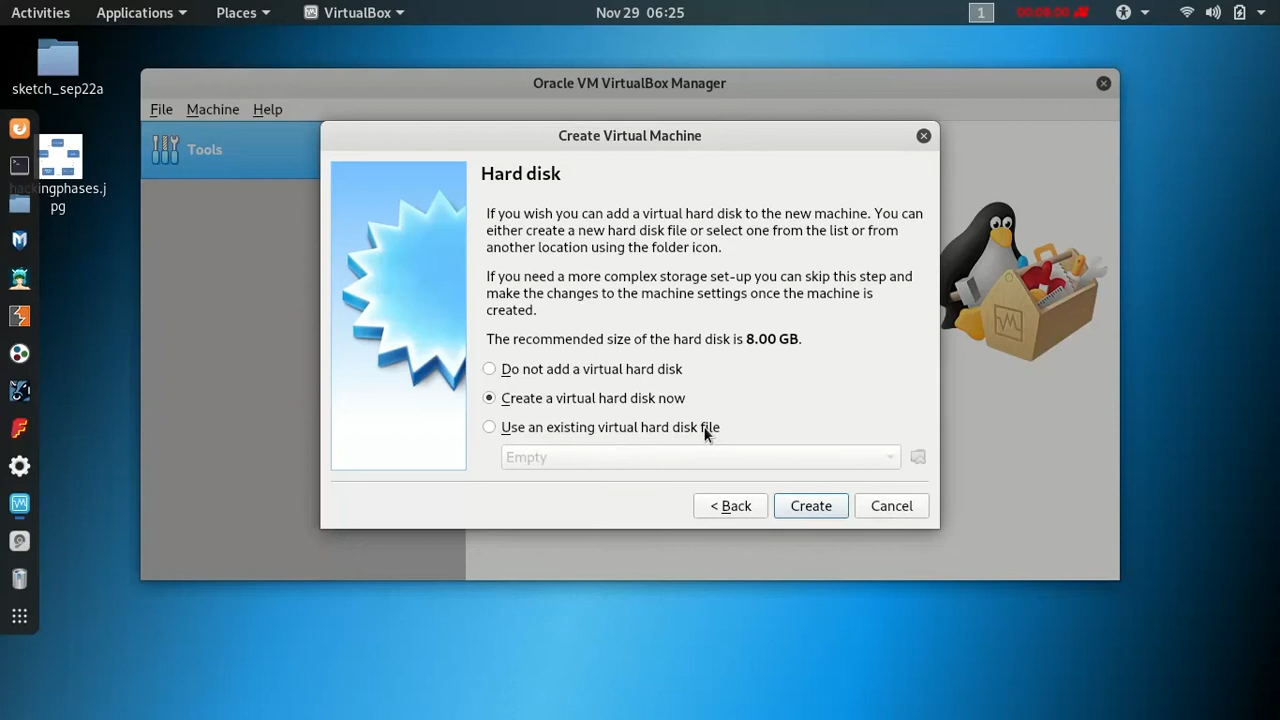 Activities
Applications
Places
VirtualBox
Nov 29 06:25
1
sketch_sep22a
hackingphases.j
pg
Oracle VM VirtualBox Manager
File
Machine
Help
Tools
Create Virtual Machine
Hard disk
If you wish you can add a virtual hard disk to the new machine. You can
either create a new hard disk file or select one from the list or from
another location using the folder icon.
If you need a more complex storage set-up you can skip this step and
make the changes to the machine settings once the machine is
created.
The recommended size of the hard disk is 8.00 GB.
Do not add a virtual hard disk
Create a virtual hard disk now
Use an existing virtual hard disk file
Empty
< Back
Create
Cancel